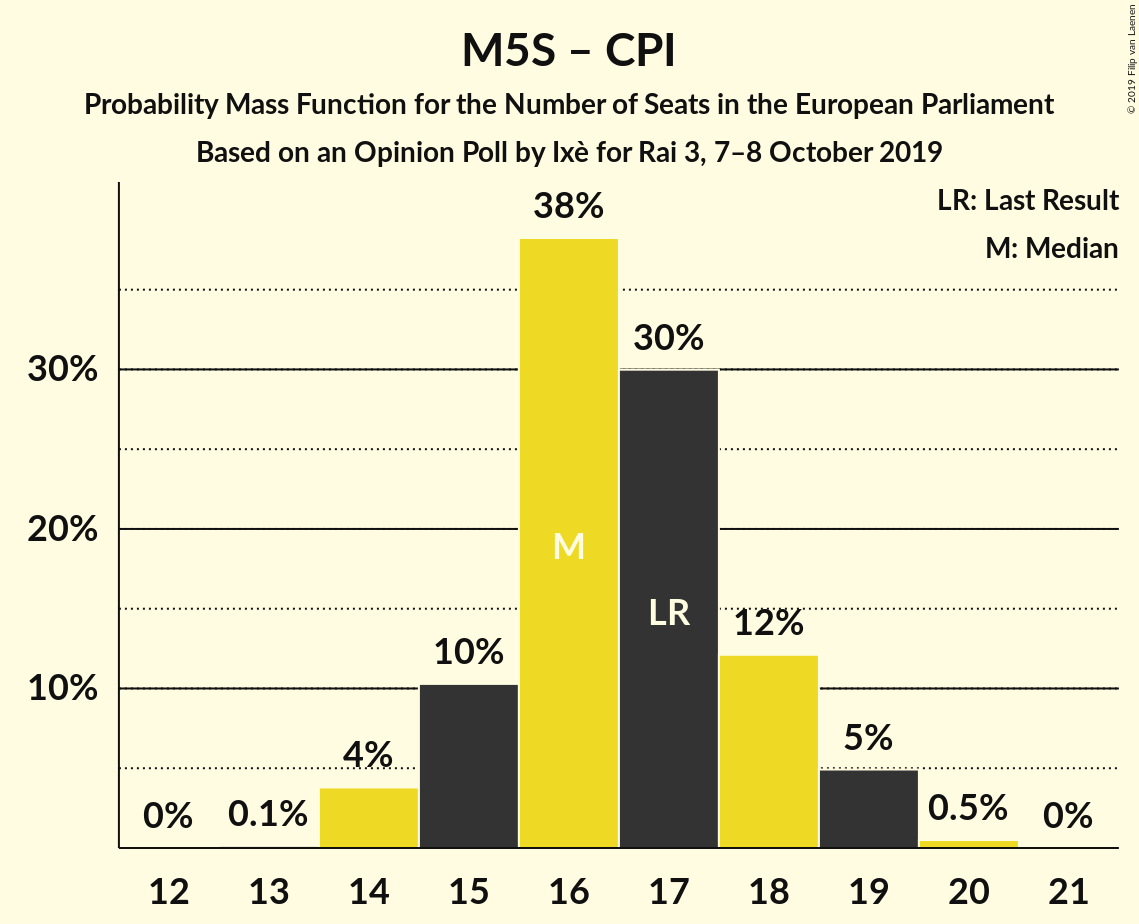 M5S – CPI
Probability Mass Function for the Number of Seats in the European Parliament
Based on an Opinion Poll by Ixè for Rai 3, 7–8 October 2019
© 2019 Filip van Laenen
LR: Last Result
M: Median
38%
30%
30%
20%
M
LR
12%
10%
10%
5%
4%
0%
0.1%
0.5%
0%
12 13 14 15 16 17 18 19 20 21